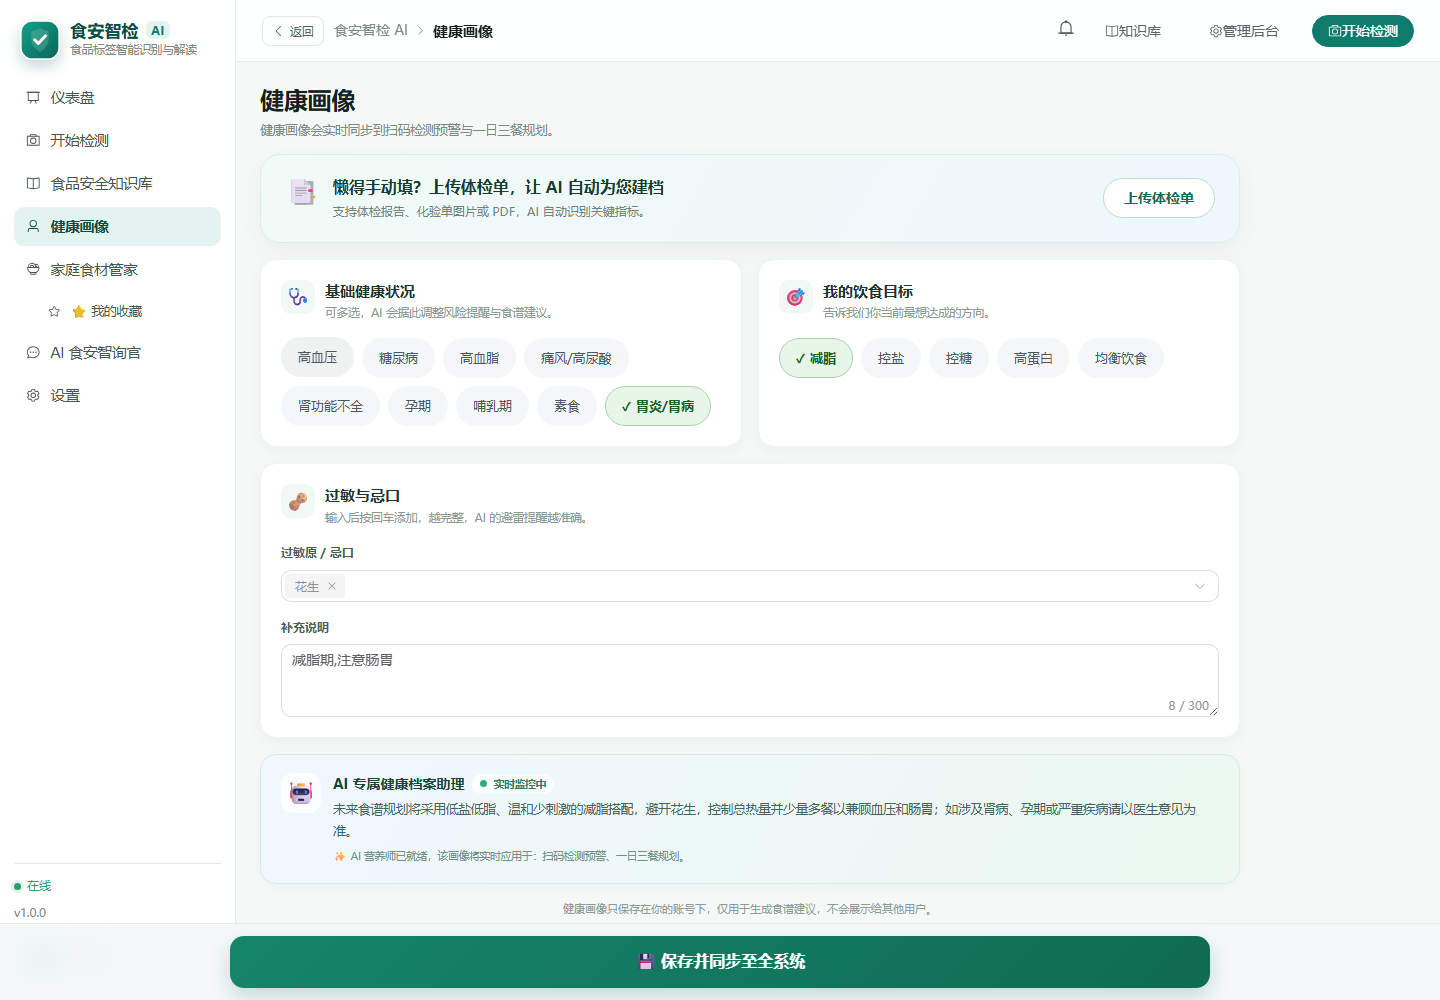 食安智检 AI
食品标签智能识别与解读
仪表盘
开始检测
食品安全知识库
健康画像
家庭食材管家
我的收藏
AI 食安智询官
设置
在线
v1.0.0
返回 食安智检 AI 健康画像
知识库 管理后台 开始检测
健康画像
健康画像会实时同步到扫码检测预警与一日三餐规划。
懒得手动填？上传体检单，让 AI 自动为您建档
支持体检报告、化验单图片或 PDF，AI 自动识别关键指标。
上传体检单
基础健康状况
可多选，AI 会据此调整风险提醒与食谱建议。
高血压 糖尿病 高血脂 痛风/高尿酸
肾功能不全 孕期 哺乳期 素食 ✓ 胃炎/胃病
我的饮食目标
告诉我们你当前最想达成的方向。
✓ 减脂 控盐 控糖 高蛋白 均衡饮食
过敏与忌口
输入后按回车添加，越完整，AI 的避雷提醒越准确。
过敏原 / 忌口
花生
补充说明
减脂期,注意肠胃
8 / 300
AI 专属健康档案助理 实时监控中
未来食谱规划将采用低盐低脂、温和少刺激的减脂搭配，避开花生，控制总热量并少量多餐以兼顾血压和肠胃；如涉及肾病、孕期或严重疾病请以医生意见为
准。
AI 营养师已就绪，该画像将实时应用于：扫码检测预警、一日三餐规划。
健康画像只保存在你的账号下，仅用于生成食谱建议，不会展示给其他用户。
保存并同步至全系统